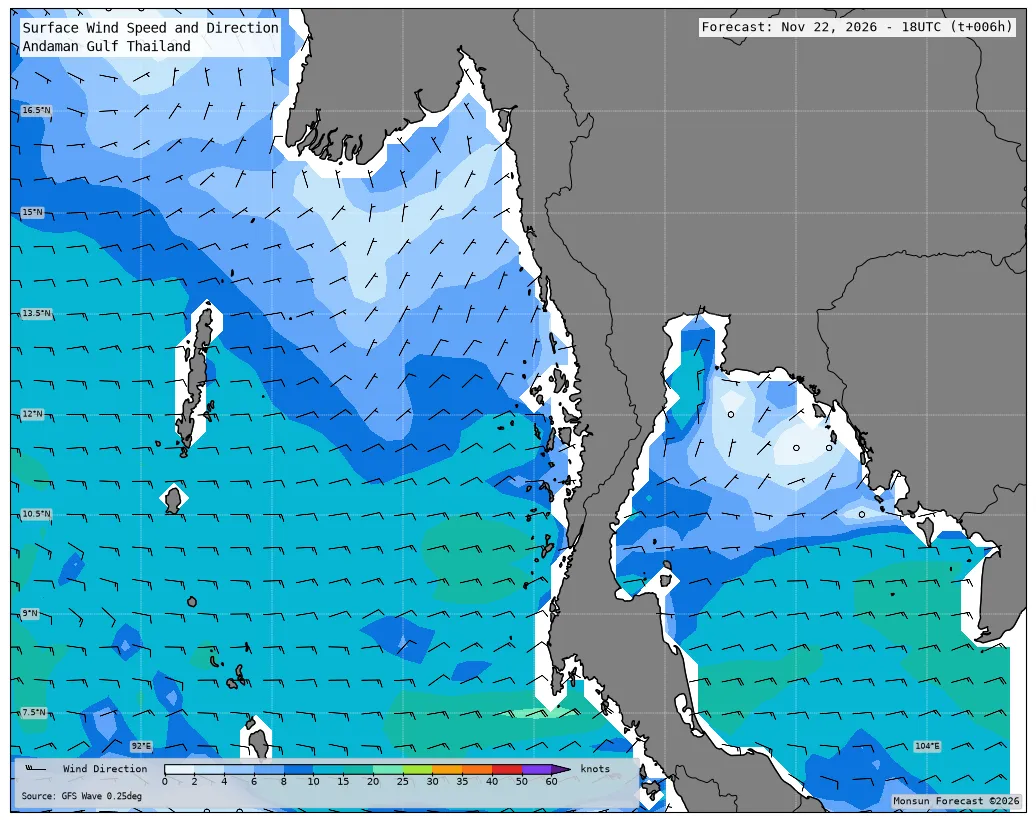 Surface Wind Speed and Direction
Andaman Gulf Thailand
Forecast: Nov 22, 2026 - 18UTC (t+006h)
16.5°N
15°N
13.5°N
12°N
10.5°N
9°N
7.5°N
92°E
104°E
Wind Direction
0 2 4 6 8 10 15 20 25 30 35 40 50 60
knots
Source: GFS Wave 0.25deg
Monsun Forecast ©2026